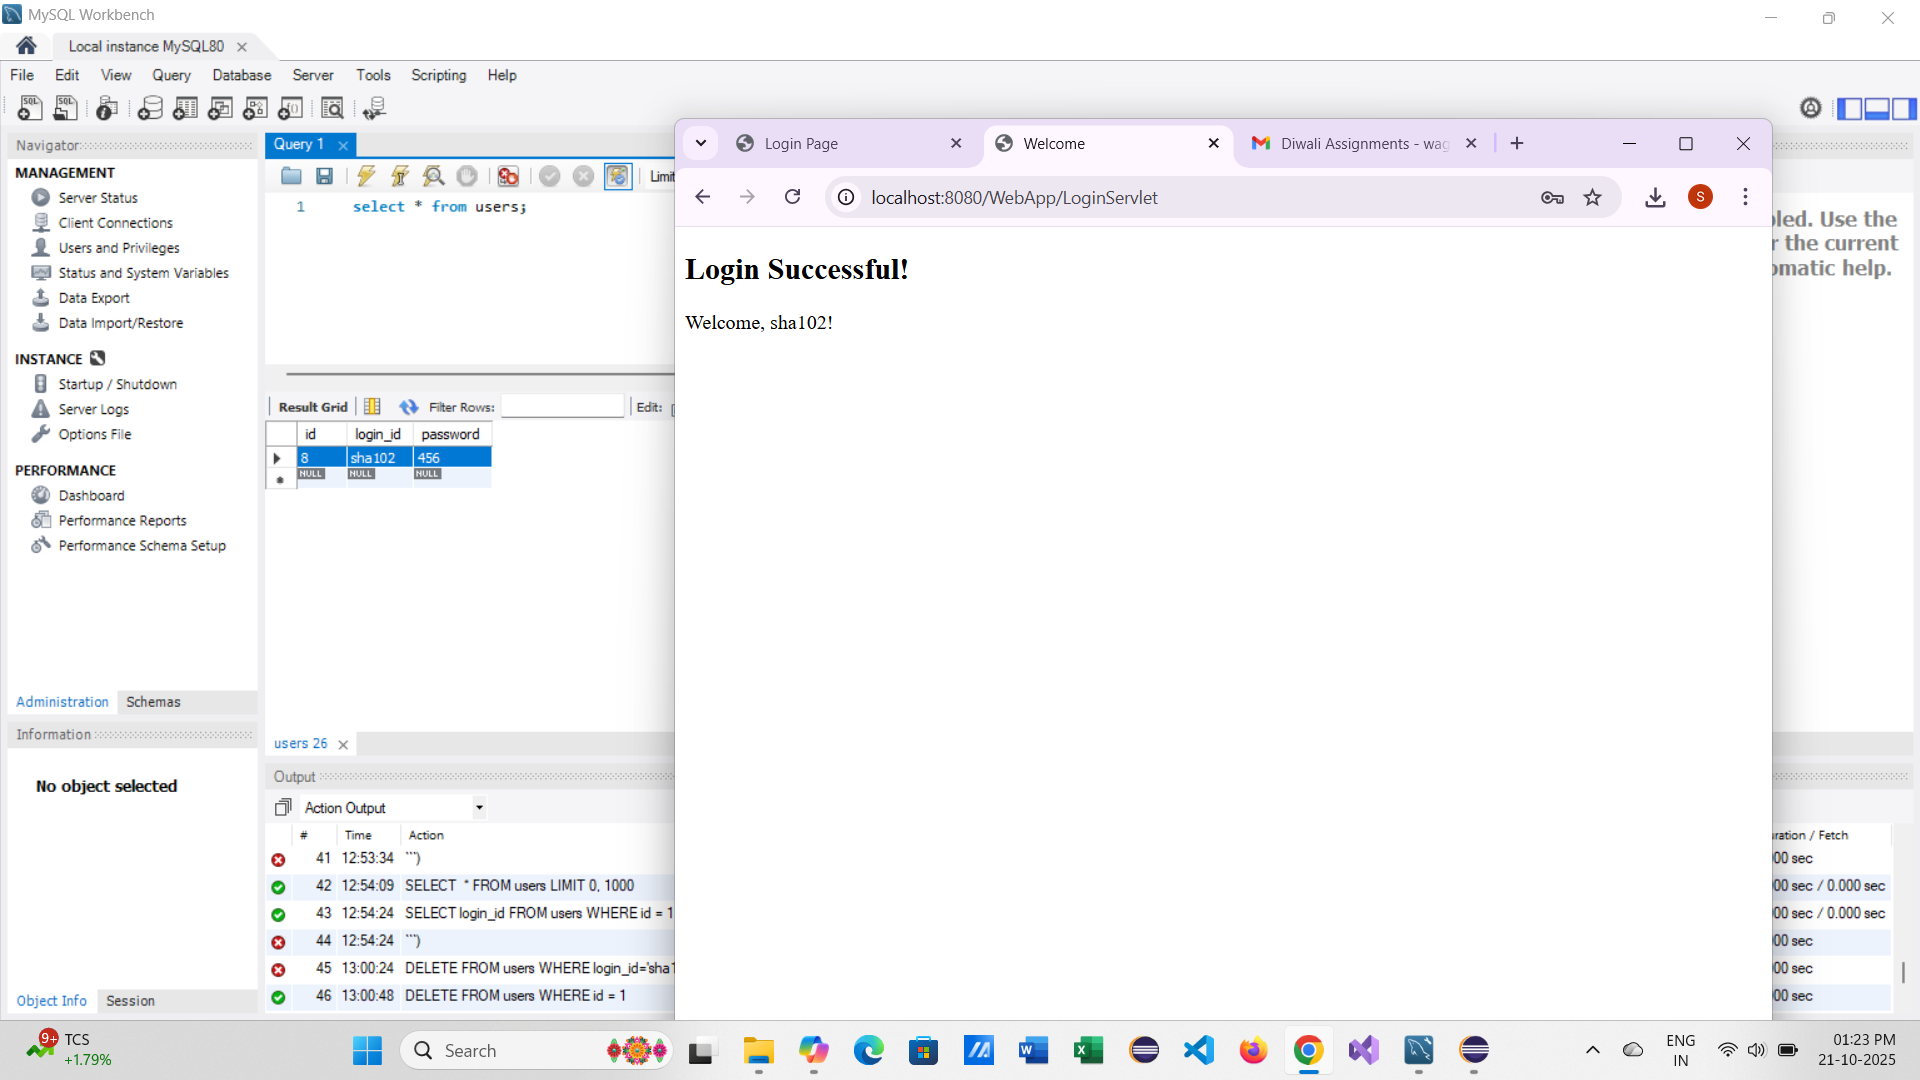 MySQL Workbench
Local instance MySQL80
File Edit View Query Database Server Tools Scripting Help
Navigator
MANAGEMENT
Server Status
Client Connections
Users and Privileges
Status and System Variables
Data Export
Data Import/Restore
INSTANCE
Startup / Shutdown
Server Logs
Options File
PERFORMANCE
Dashboard
Performance Reports
Performance Schema Setup
Administration Schemas
Information
No object selected
Object Info Session
Query 1
Limit
1 select * from users;
Result Grid Filter Rows: Edit:
id login_id password
8 sha102 456
NULL NULL NULL
users 26
Output
Action Output
# Time Action
41 12:53:34 ```)
42 12:54:09 SELECT * FROM users LIMIT 0, 1000
43 12:54:24 SELECT login_id FROM users WHERE id = 1
44 12:54:24 ```)
45 13:00:24 DELETE FROM users WHERE login_id='sha1
46 13:00:48 DELETE FROM users WHERE id = 1
Login Page
Welcome
Diwali Assignments - wag
localhost:8080/WebApp/LoginServlet
S
Login Successful!
Welcome, sha102!
bled. Use the
r the current
omatic help.
uration / Fetch
00 sec
00 sec / 0.000 sec
00 sec / 0.000 sec
00 sec
00 sec
00 sec
9+
TCS
+1.79%
Search
ENG
IN
01:23 PM
21-10-2025